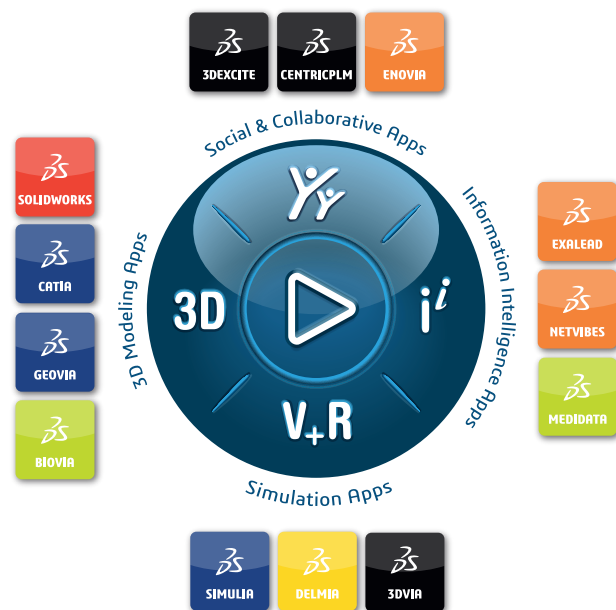 3DEXCITE
CENTRICPLM
ENOVIA
Social & Collaborative Apps
SOLIDWORKS
CATIA
GEOVIA
BIOVIA
3D Modeling Apps
3D
i i
V+R
Information Intelligence Apps
EXALEAD
NETVIBES
MEDIDATA
Simulation Apps
SIMULIA
DELMIA
3DVIA